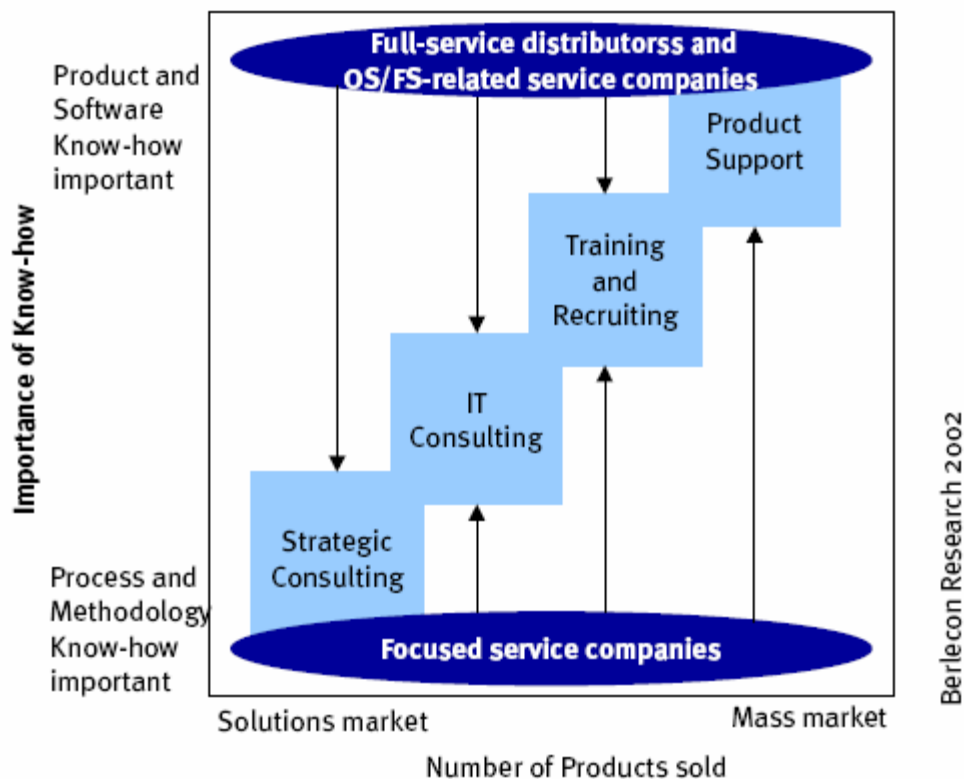 Full-service distributorss and
OS/FS-related service companies
Product and
Software
Know-how
important
Product
Support
Training
and
Recruiting
Importance of Know-how
IT
Consulting
Strategic
Consulting
Process and
Methodology
Know-how
important
Focused service companies
Solutions market
Mass market
Number of Products sold
Berlecon Research 2002